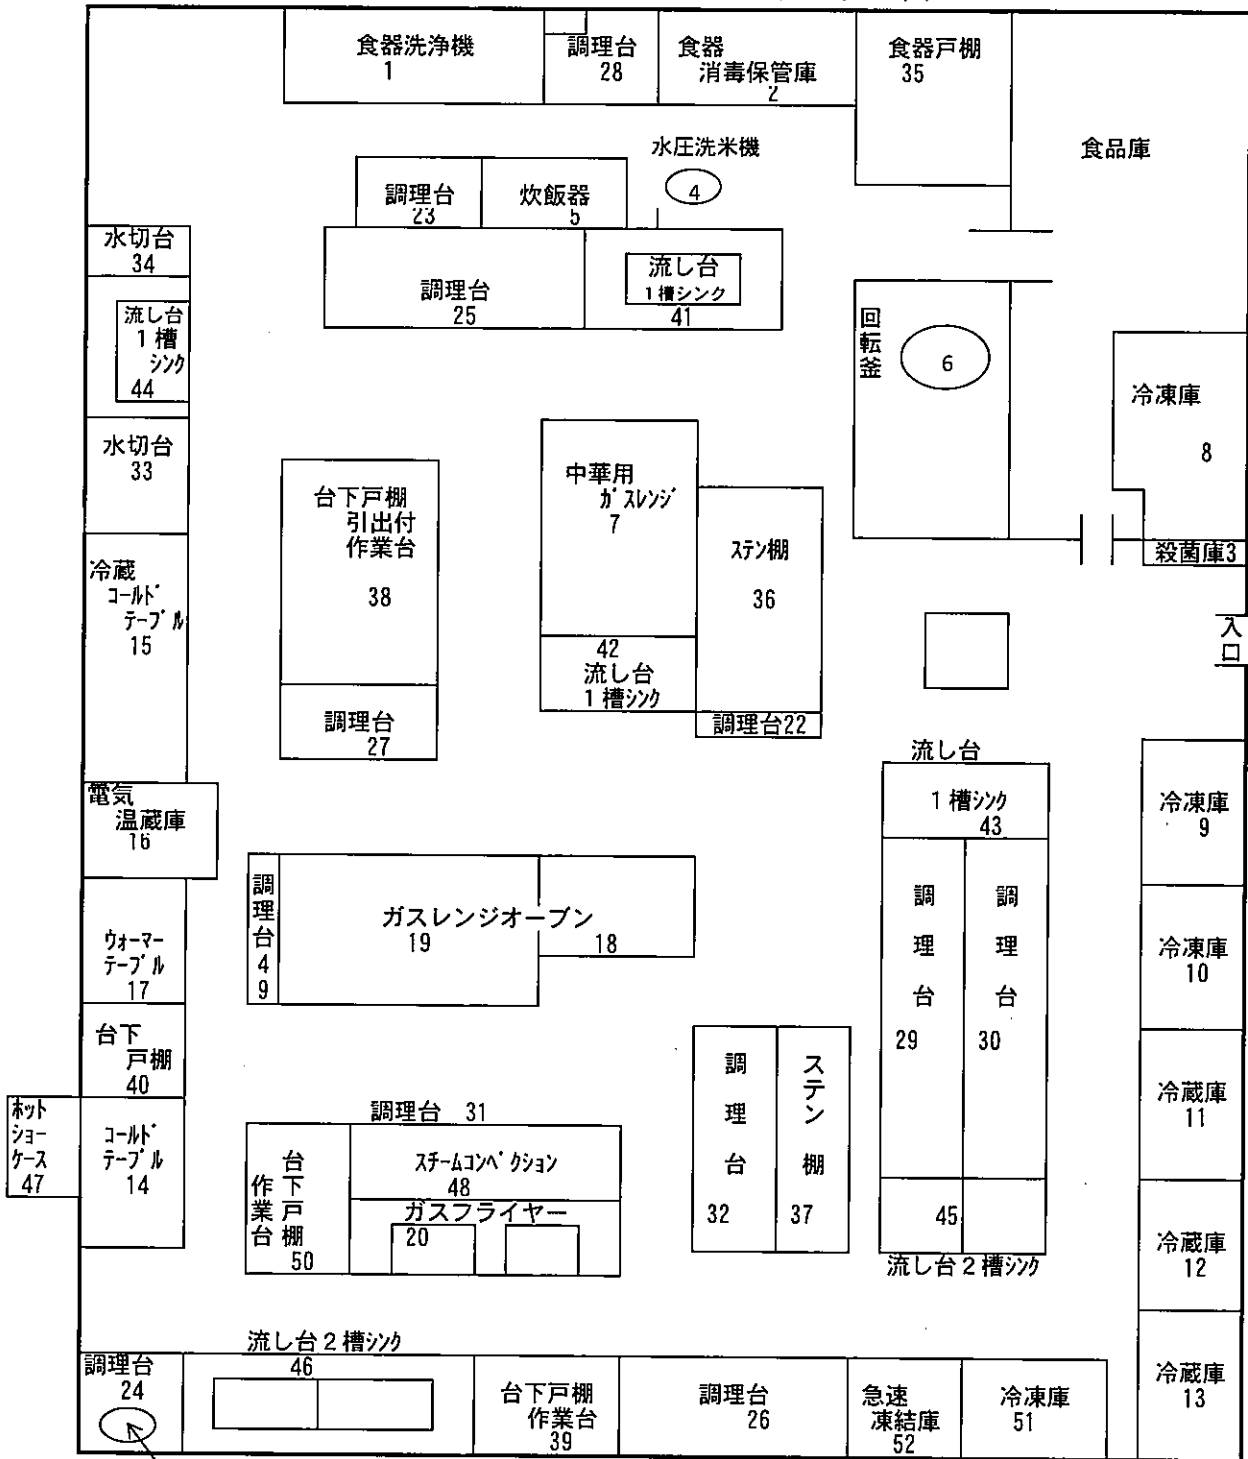 食器洗浄機
1
調理台
28
食器
消毒保管庫
2
食器戸棚
35
食品庫
水圧洗米機
4
調理台
23
炊飯器
5
調理台
25
流し台
1槽シンク
41
水切台
34
流し台
1槽
シンク
44
水切台
33
回転釜
6
冷凍庫
8
殺菌庫3
入口
台下戸棚
引出付
作業台
38
調理台
27
中華用
ガスレンジ
7
42
流し台
1槽シンク
ステン棚
36
調理台22
冷蔵
コールド
テーブル
15
電気
温蔵庫
16
ウォーマー
テーブル
17
台下
戸棚
40
ホット
ショー
ケース
47
コールド
テーブル
14
調理台49
ガスレンジオーブン
19
18
流し台
1槽シンク
43
調理台
29
調理台
30
45
流し台2槽シンク
調理台
32
ステン棚
37
冷凍庫
9
冷凍庫
10
冷蔵庫
11
冷蔵庫
12
冷蔵庫
13
調理台 31
台下戸棚
作業台
50
スチームコンベクション
48
ガスフライヤー
20
調理台
24
流し台2槽シンク
46
台下戸棚
作業台
39
調理台
26
急速
凍結庫
52
冷凍庫
51